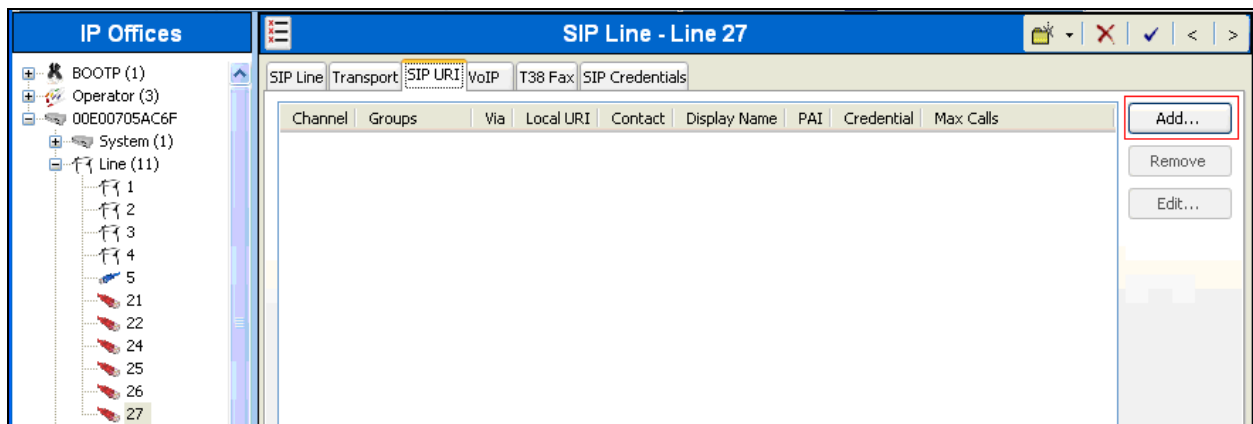 IP Offices
SIP Line - Line 27
BOOTP (1)
Operator (3)
00E00705AC6F
System (1)
Line (11)
1
2
3
4
5
21
22
24
25
26
27
SIP Line Transport SIP URI VoIP T38 Fax SIP Credentials
Channel Groups Via Local URI Contact Display Name PAI Credential Max Calls
Add...
Remove
Edit...